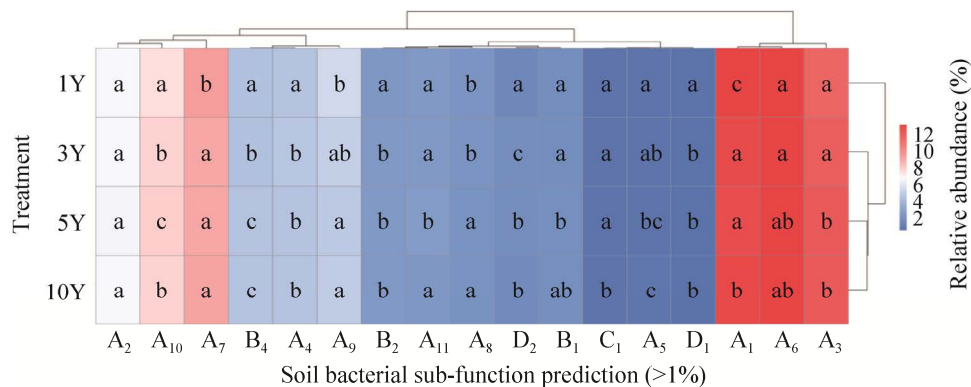 1Y a a b a a b a a b a a a a a c a a
3Y a b a b b ab b a b c a a ab b a a a
5Y a c a c b a b b a b b a bc b a ab b
10Y a b a c b a b a a b ab b c b b ab b
A₂ A₁₀ A₇ B₄ A₄ A₉ B₂ A₁₁ A₈ D₂ B₁ C₁ A₅ D₁ A₁ A₆ A₃
Soil bacterial sub-function prediction (>1%)
Treatment
12
10
8
6
4
2
Relative abundance (%)